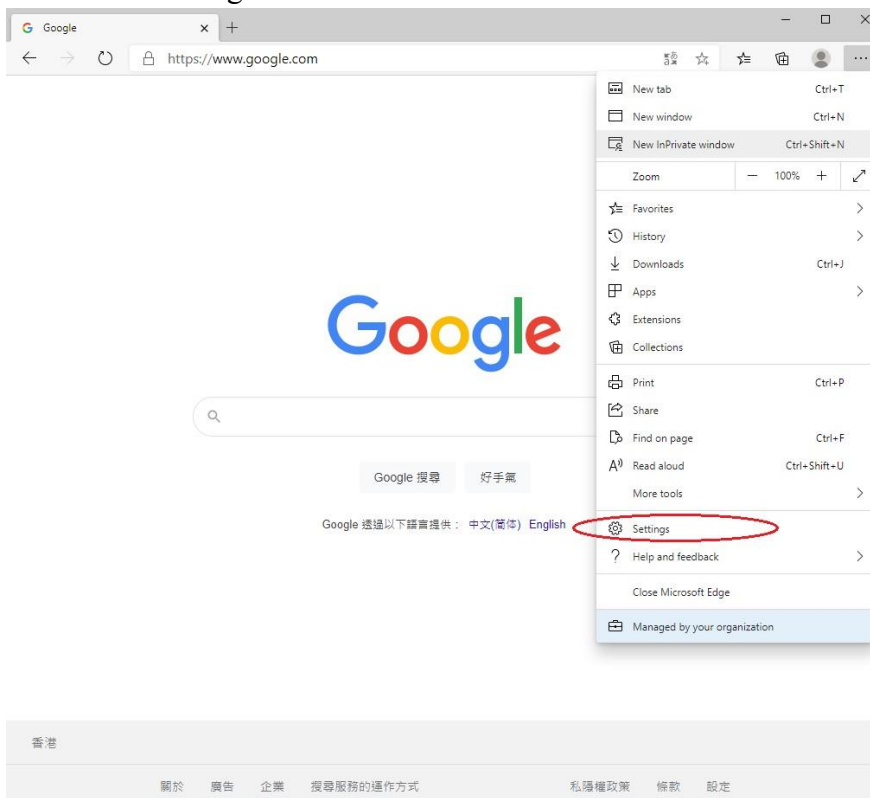 Google
https://www.google.com
New tab Ctrl+T
New window Ctrl+N
New InPrivate window Ctrl+Shift+N
Zoom — 100% +
Favorites
History
Downloads Ctrl+J
Apps
Extensions
Collections
Google
Print Ctrl+P
Share
Find on page Ctrl+F
Read aloud Ctrl+Shift+U
More tools
Google 搜尋 好手氣
Google 透過以下語言提供： 中文(简体) English
Settings
Help and feedback
Close Microsoft Edge
Managed by your organization
香港
關於 廣告 企業 搜尋服務的運作方式 私隱權政策 條款 設定